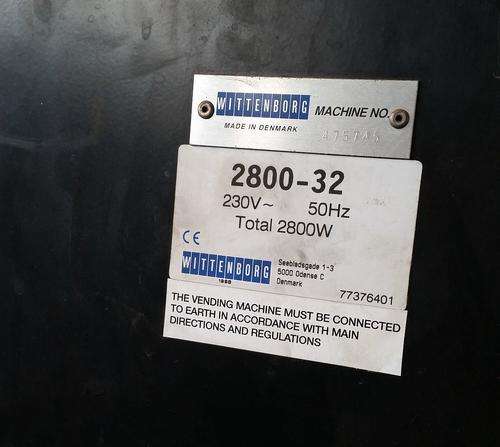 WITTENBORG MACHINE NO.
MADE IN DENMARK
2800-32
230V~ 50Hz
Total 2800W
CE
WITTENBORG
Seebladsgade 1-3
5000 Odense C
Denmark
77376401
THE VENDING MACHINE MUST BE CONNECTED
TO EARTH IN ACCORDANCE WITH MAIN
DIRECTIONS AND REGULATIONS